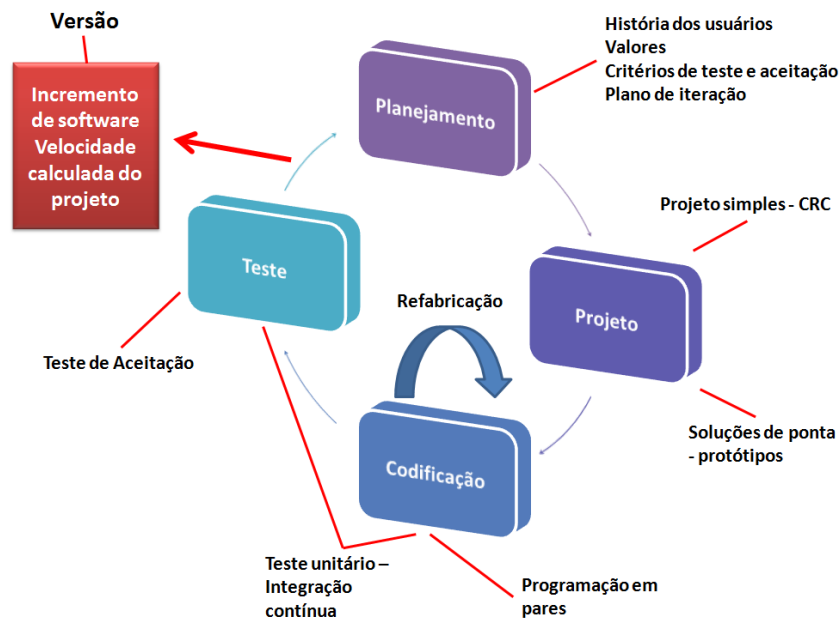 Versão
Incremento
de software
Velocidade
calculada do
projeto
História dos usuários
Valores
Critérios de teste e aceitação
Plano de iteração
Planejamento
Projeto simples - CRC
Teste
Refabricação
Projeto
Teste de Aceitação
Soluções de ponta
- protótipos
Codificação
Teste unitário –
Integração
contínua
Programação em
pares